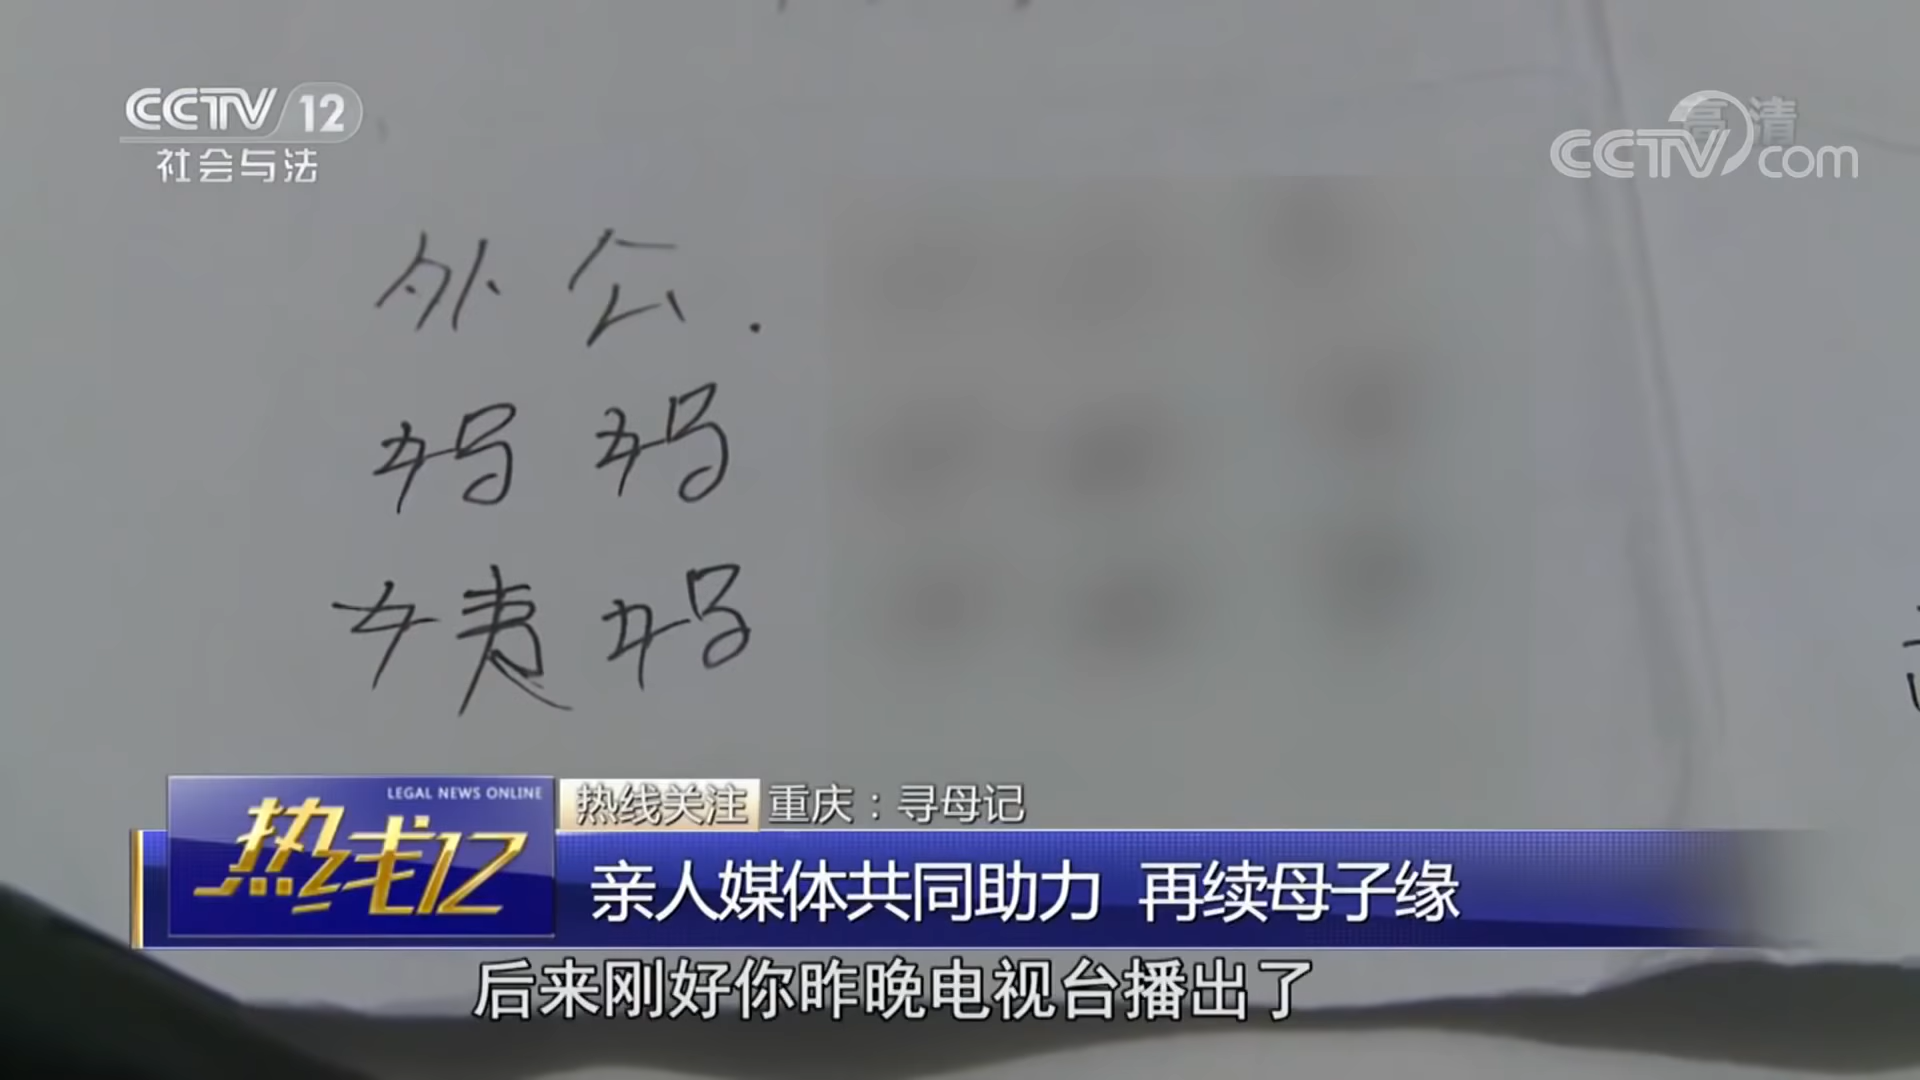 CCTV 12
社会与法
高清
CCTV com
外公.
妈妈
姨妈
LEGAL NEWS ONLINE
热线12
热线关注 重庆：寻母记
亲人媒体共同助力 再续母子缘
后来刚好你昨晚电视台播出了